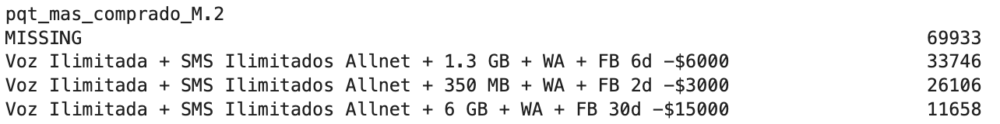 pqt_mas_comprado_M.2
MISSING 69933
Voz Ilimitada + SMS Ilimitados Allnet + 1.3 GB + WA + FB 6d –$6000 33746
Voz Ilimitada + SMS Ilimitados Allnet + 350 MB + WA + FB 2d –$3000 26106
Voz Ilimitada + SMS Ilimitados Allnet + 6 GB + WA + FB 30d –$15000 11658